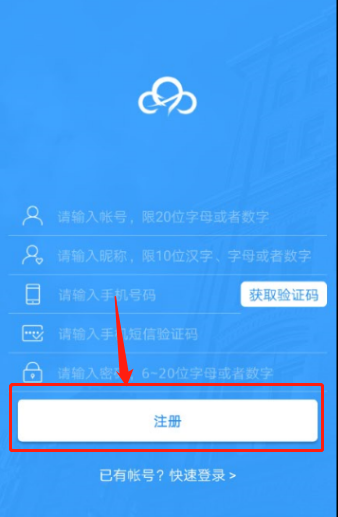 请输入帐号，限20位字母或者数字
请输入昵称，限10位汉字、字母或者数字
请输入手机号码
获取验证码
请输入手机短信验证码
请输入密码，6-20位字母或者数字
注册
已有帐号？快速登录 >